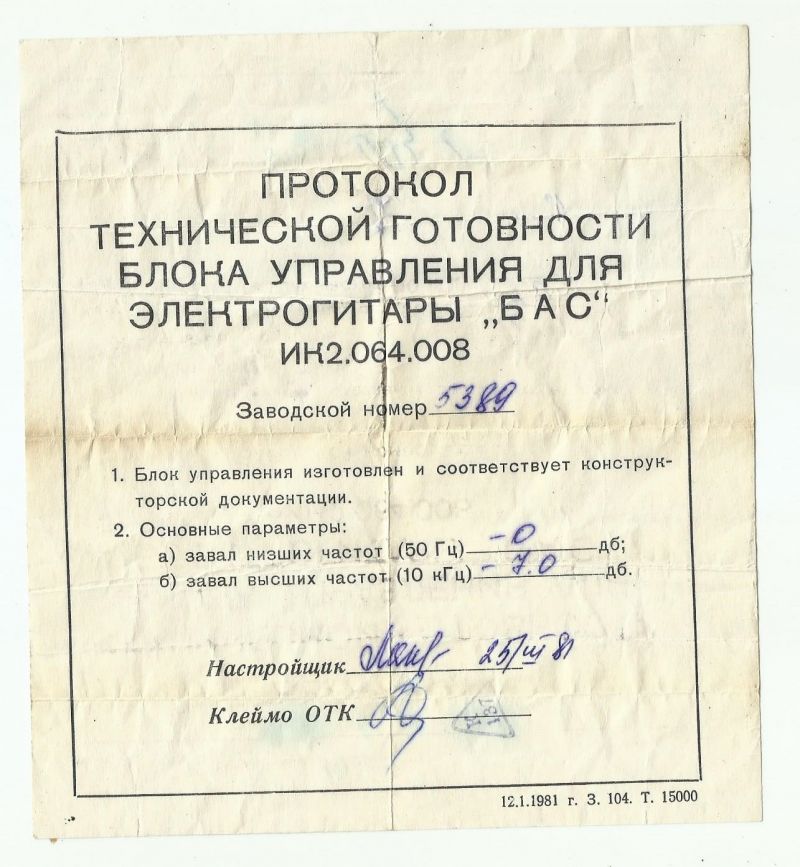 ПРОТОКОЛ
ТЕХНИЧЕСКОЙ ГОТОВНОСТИ
БЛОКА УПРАВЛЕНИЯ ДЛЯ
ЭЛЕКТРОГИТАРЫ „БАС“
ИК2.064.008
Заводской номер 5389
1. Блок управления изготовлен и соответствует конструк-
торской документации.
2. Основные параметры:
а) завал низших частот (50 Гц) -0 дб;
б) завал высших частот (10 кГц) -7.0 дб.
Настройщик 25/III 81
Клеймо ОТК
12.1.1981 г. З. 104. Т. 15000